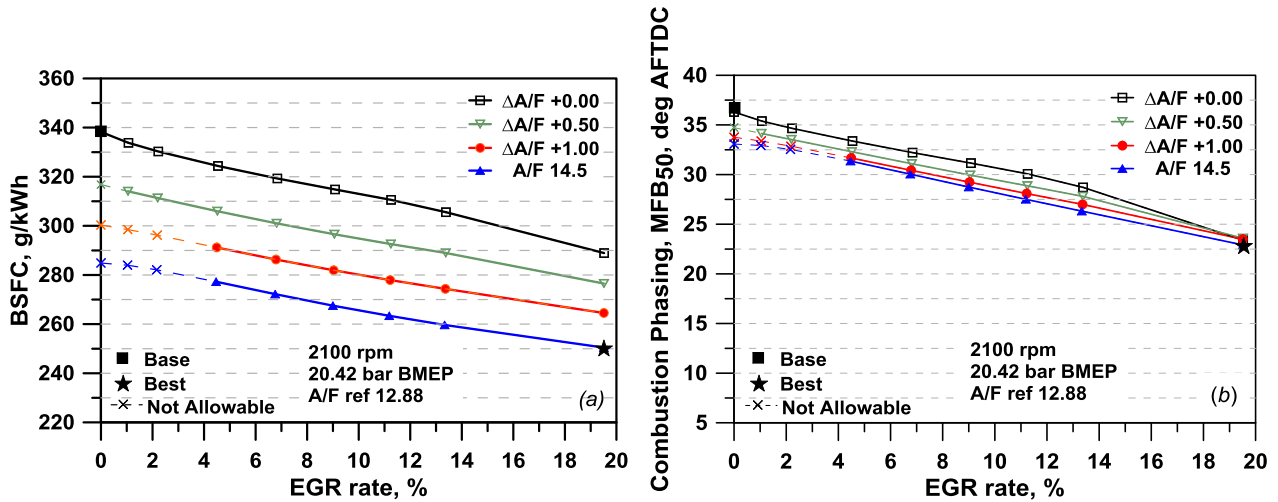 BSFC, g/kWh
360
340
320
300
280
260
240
220
ΔA/F +0.00
ΔA/F +0.50
ΔA/F +1.00
A/F 14.5
Base
Best
Not Allowable
2100 rpm
20.42 bar BMEP
A/F ref 12.88
(a)
0 2 4 6 8 10 12 14 16 18 20
EGR rate, %
Combustion Phasing, MFB50, deg AFTDC
40
35
30
25
20
15
10
5
ΔA/F +0.00
ΔA/F +0.50
ΔA/F +1.00
A/F 14.5
Base
Best
Not Allowable
2100 rpm
20.42 bar BMEP
A/F ref 12.88
(b)
0 2 4 6 8 10 12 14 16 18 20
EGR rate, %